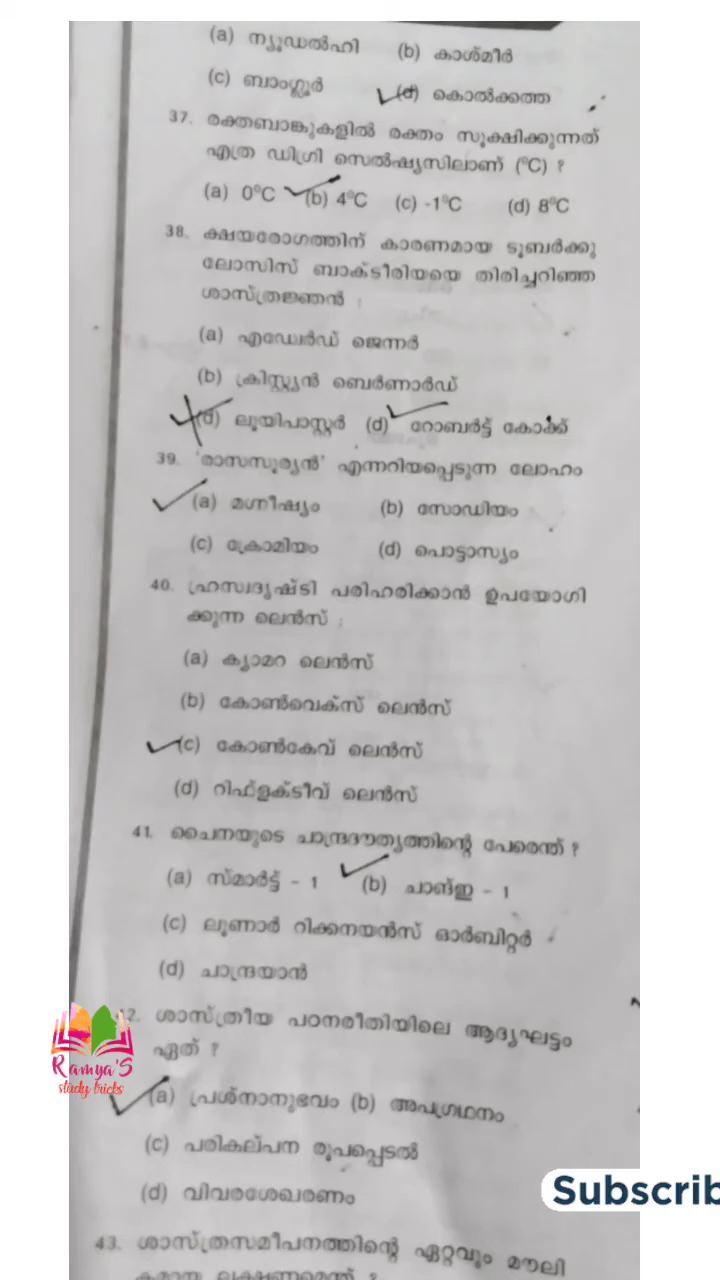 (a) ന്യൂഡൽഹി (b) കാശ്മീർ
(c) ബാംഗ്ലൂർ (d) കൊൽക്കത്ത
37. രക്തബാങ്കുകളിൽ രക്തം സൂക്ഷിക്കുന്നത്
എത്ര ഡിഗ്രി സെൽഷ്യസിലാണ് (°C) ?
(a) 0°C (b) 4°C (c) -1°C (d) 8°C
38. ക്ഷയരോഗത്തിന് കാരണമായ ടൂബർക്കു
ലോസിസ് ബാക്ടീരിയയെ തിരിച്ചറിഞ്ഞ
ശാസ്ത്രജ്ഞൻ :
(a) എഡ്വേർഡ് ജെന്നർ
(b) ക്രിസ്റ്റ്യൻ ബെർണാർഡ്
ലൂയിപാസ്റ്റർ (d) റോബർട്ട് കോക്ക്
39. 'രാസസൂര്യൻ' എന്നറിയപ്പെടുന്ന ലോഹം
(a) മഗ്നീഷ്യം (b) സോഡിയം
(c) ക്രോമിയം (d) പൊട്ടാസ്യം
40. ഹ്രസ്വദൃഷ്ടി പരിഹരിക്കാൻ ഉപയോഗി
ക്കുന്ന ലെൻസ് :
(a) ക്യാമറ ലെൻസ്
(b) കോൺവെക്സ് ലെൻസ്
(c) കോൺകേവ് ലെൻസ്
(d) റിഫ്ളക്ടീവ് ലെൻസ്
41. ചൈനയുടെ ചാന്ദ്രദൗത്യത്തിന്റെ പേരെന്ത് ?
(a) സ്മാർട്ട് - 1 (b) ചാങ്ഇ - 1
(c) ലൂണാർ റിക്കനയൻസ് ഓർബിറ്റർ
(d) ചാന്ദ്രയാൻ
2. ശാസ്ത്രീയ പഠനരീതിയിലെ ആദ്യഘട്ടം
ഏത് ?
(a) പ്രശ്നാനുഭവം (b) അപഗ്രഥനം
(c) പരികല്പന രൂപപ്പെടൽ
(d) വിവരശേഖരണം
43. ശാസ്ത്രസമീപനത്തിന്റെ ഏറ്റവും മൗലി
Ramya'S
study bricks
Subscrib